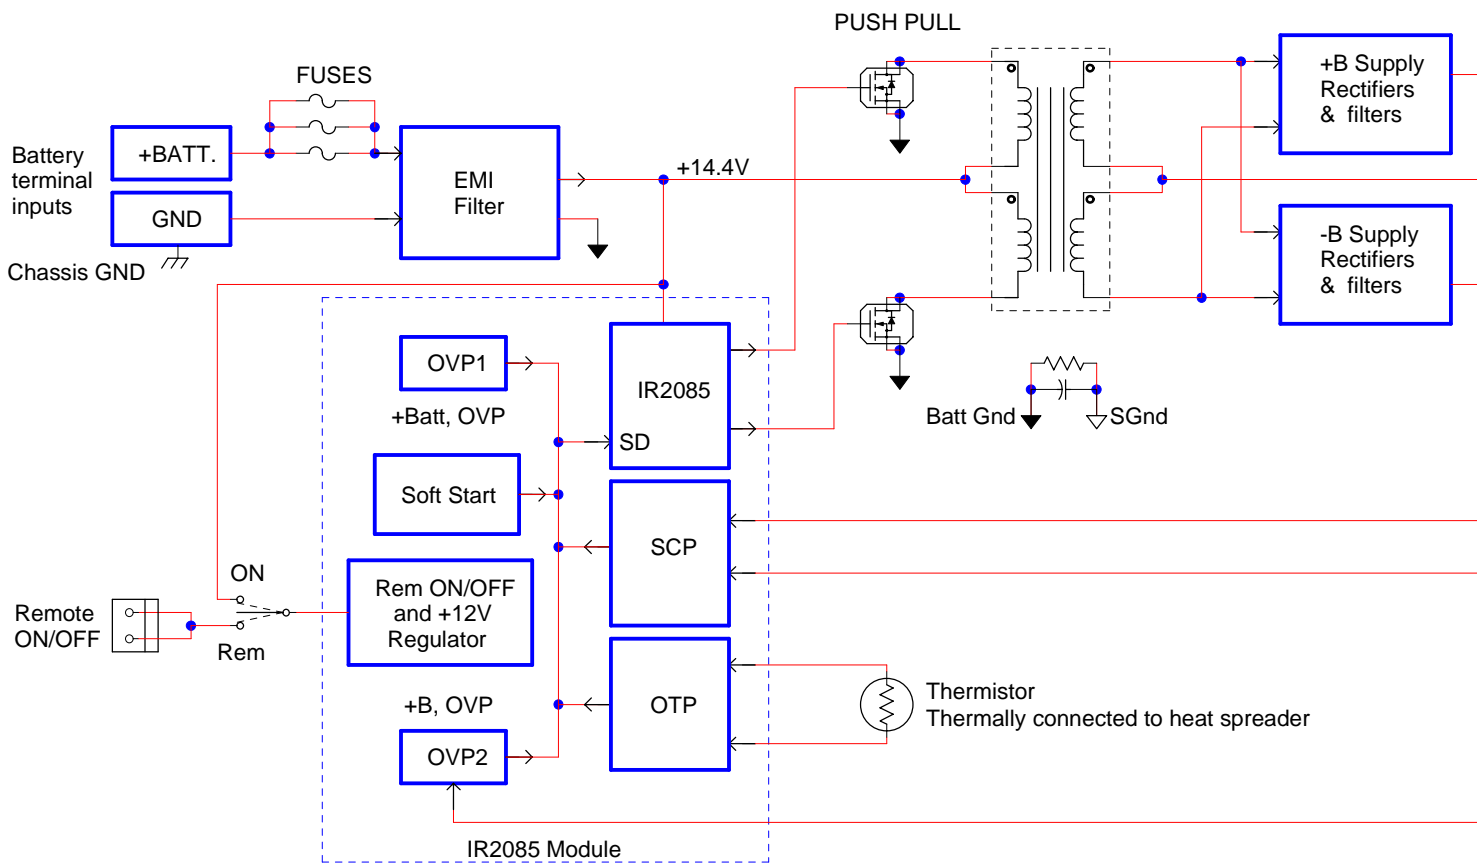 PUSH PULL
FUSES
+B Supply
Rectifiers
& filters
Battery
terminal
inputs
+BATT.
EMI
Filter
+14.4V
GND
Chassis GND
-B Supply
Rectifiers
& filters
OVP1
+Batt, OVP
IR2085
SD
Batt Gnd
SGnd
Soft Start
SCP
ON
Rem ON/OFF
and +12V
Regulator
Remote
ON/OFF
Rem
+B, OVP
OTP
Thermistor
Thermally connected to heat spreader
OVP2
IR2085 Module